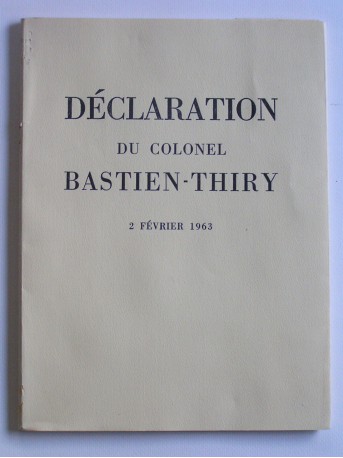 DÉCLARATION
DU COLONEL
BASTIEN-THIRY
2 FÉVRIER 1963